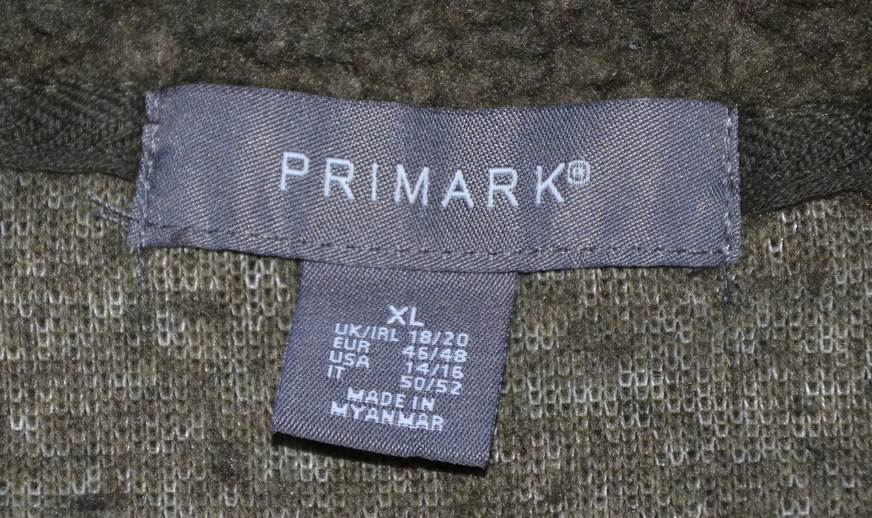 PRIMARK®
XL
UK/IRL 18/20
EUR 46/48
USA 14/16
IT 50/52
MADE IN
MYANMAR